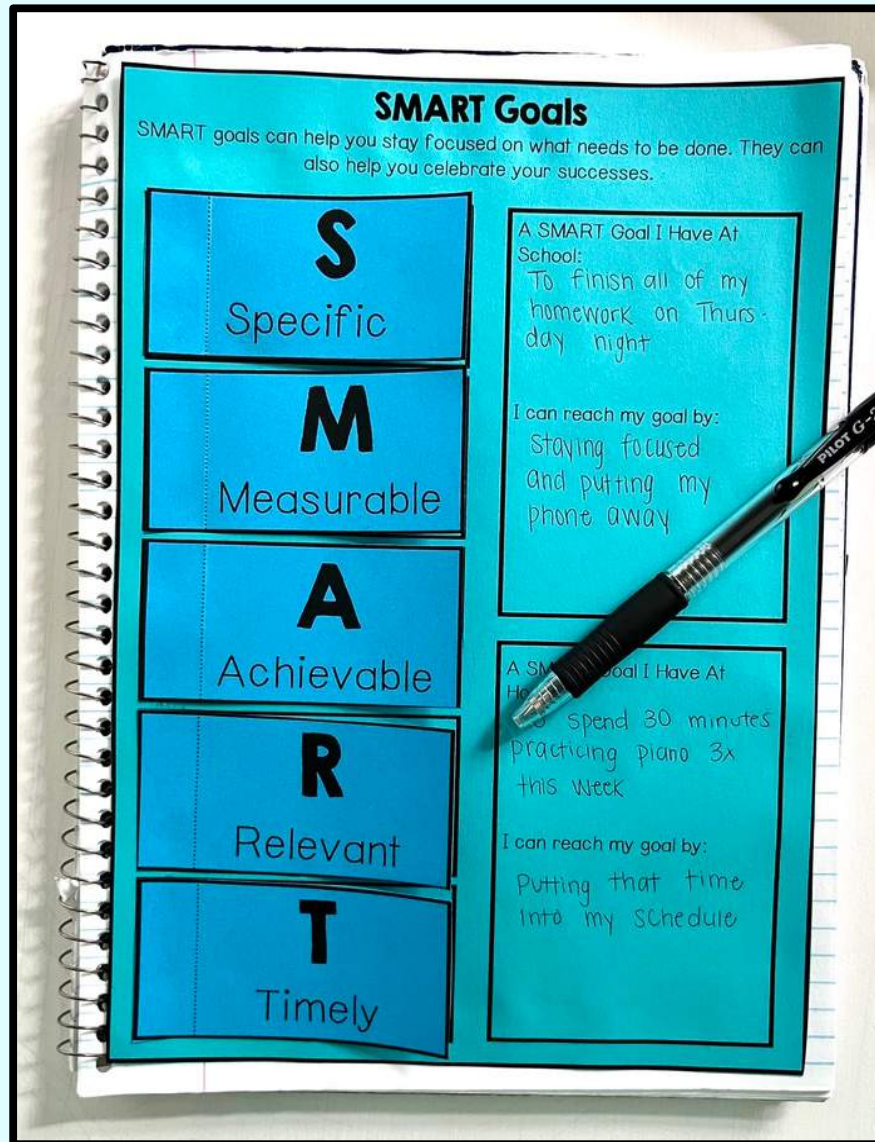 SMART Goals
SMART goals can help you stay focused on what needs to be done. They can
also help you celebrate your successes.
S
Specific
M
Measurable
A
Achievable
R
Relevant
T
Timely
A SMART Goal I Have At
School:
To finish all of my
homework on Thurs-
day night
I can reach my goal by:
Staying focused
and putting my
phone away
PILOT
A I Have At
spend 30 minutes
practicing piano 3x
this week
I can reach my goal by:
Putting that time
into my schedule